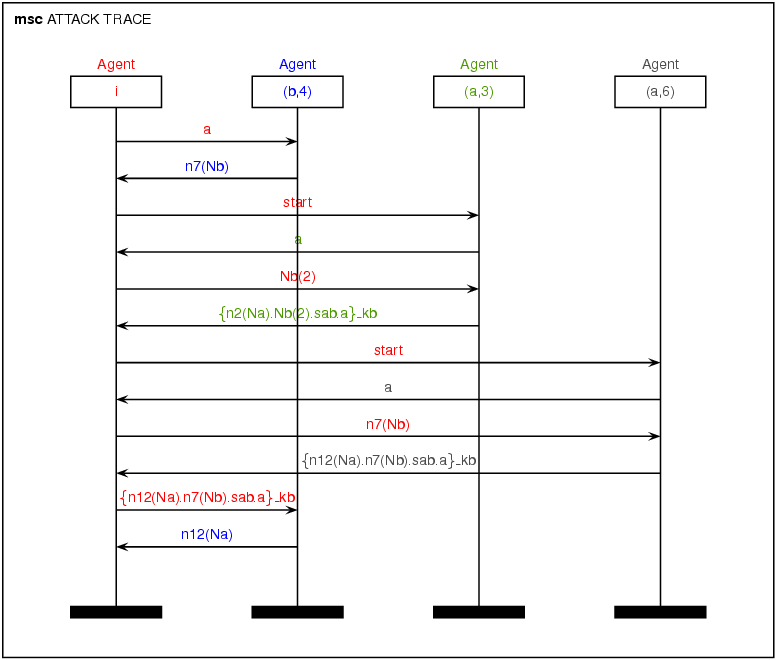 msc ATTACK TRACE
Agent Agent Agent Agent
i (b,4) (a,3) (a,6)
a
n7(Nb)
start
a
Nb(2)
{n2(Na).Nb(2).sab.a}_kb
start
a
n7(Nb)
{n12(Na).n7(Nb).sab.a}_kb
{n12(Na).n7(Nb).sab.a}_kb
n12(Na)